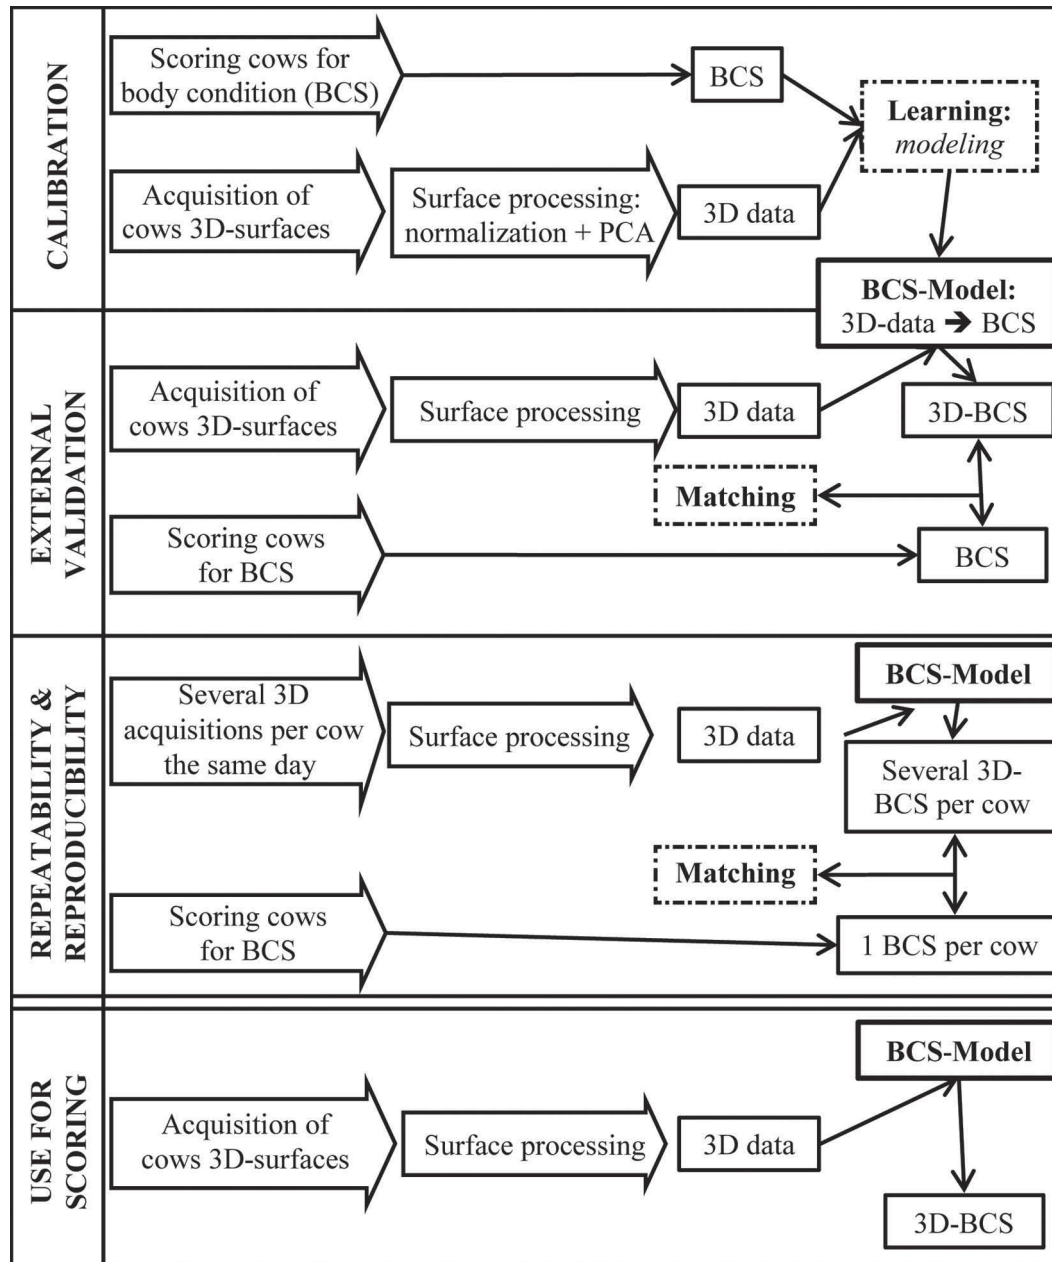 CALIBRATION
Scoring cows for
body condition (BCS)
BCS
Learning:
modeling
Acquisition of
cows 3D-surfaces
Surface processing:
normalization + PCA
3D data
BCS-Model:
3D-data ➔ BCS
EXTERNAL
VALIDATION
Acquisition of
cows 3D-surfaces
Surface processing
3D data
3D-BCS
Matching
Scoring cows
for BCS
BCS
REPEATABILITY &
REPRODUCIBILITY
BCS-Model
Several 3D
acquisitions per cow
the same day
Surface processing
3D data
Several 3D-
BCS per cow
Matching
Scoring cows
for BCS
1 BCS per cow
USE FOR
SCORING
BCS-Model
Acquisition of
cows 3D-surfaces
Surface processing
3D data
3D-BCS